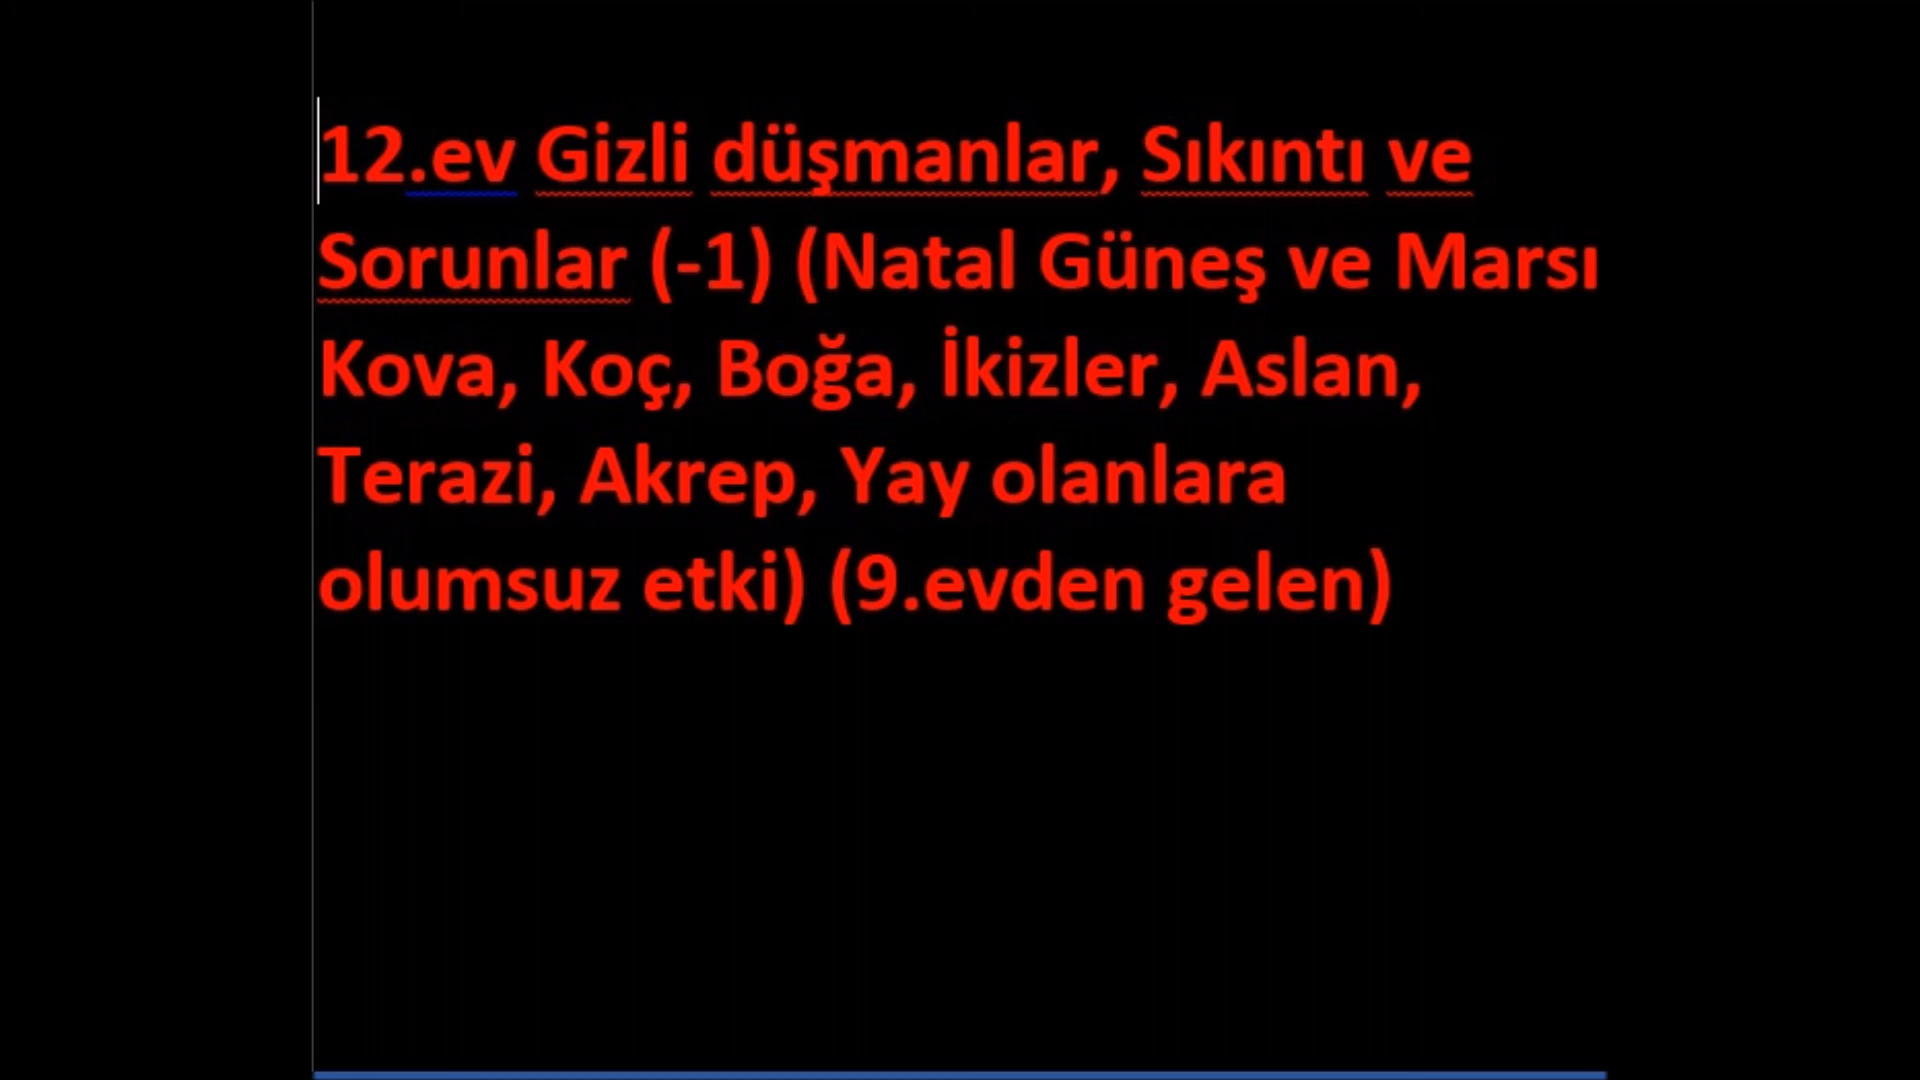 12.ev Gizli düşmanlar, Sıkıntı ve
Sorunlar (-1) (Natal Güneş ve Marsı
Kova, Koç, Boğa, İkizler, Aslan,
Terazi, Akrep, Yay olanlara
olumsuz etki) (9.evden gelen)